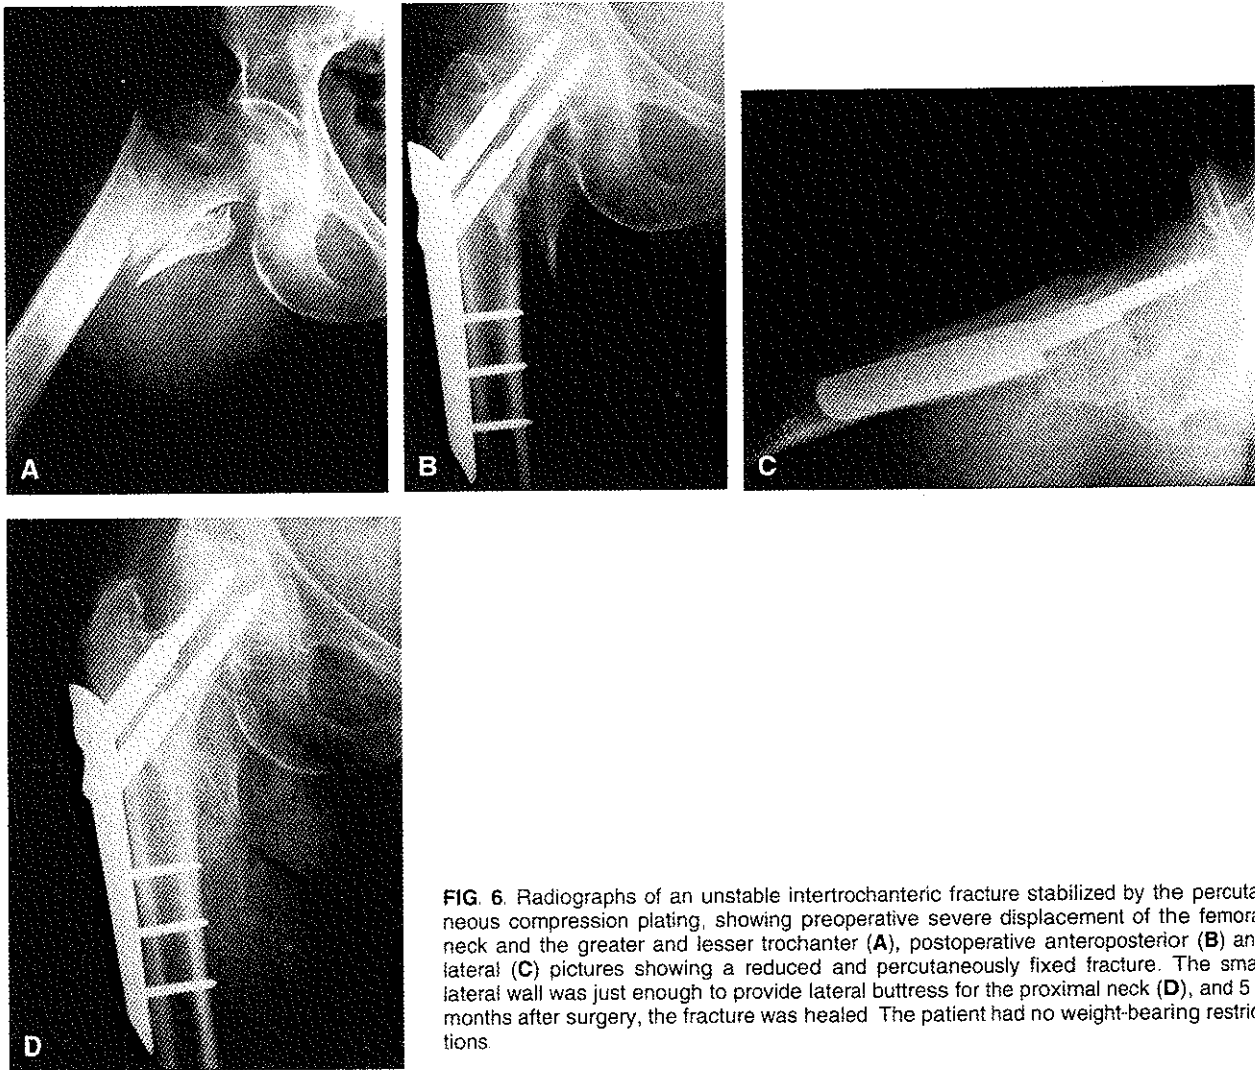 A
B
C
D
FIG. 6. Radiographs of an unstable intertrochanteric fracture stabilized by the percuta
neous compression plating, showing preoperative severe displacement of the femora
neck and the greater and lesser trochanter (A), postoperative anteroposterior (B) an
lateral (C) pictures showing a reduced and percutaneously fixed fracture. The sma
lateral wall was just enough to provide lateral buttress for the proximal neck (D), and 5
months after surgery, the fracture was healed The patient had no weight-bearing restric
tions